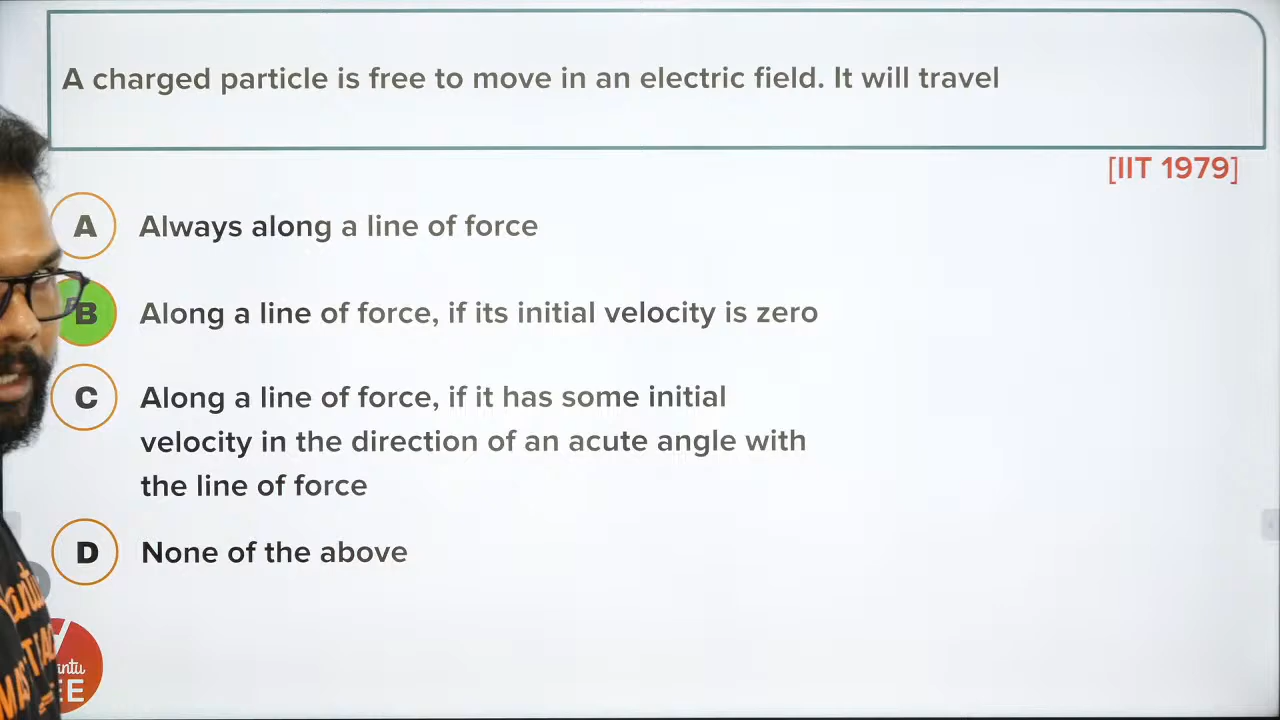 A charged particle is free to move in an electric field. It will travel
[IIT 1979]
A Always along a line of force
B Along a line of force, if its initial velocity is zero
C Along a line of force, if it has some initial
velocity in the direction of an acute angle with
the line of force
D None of the above